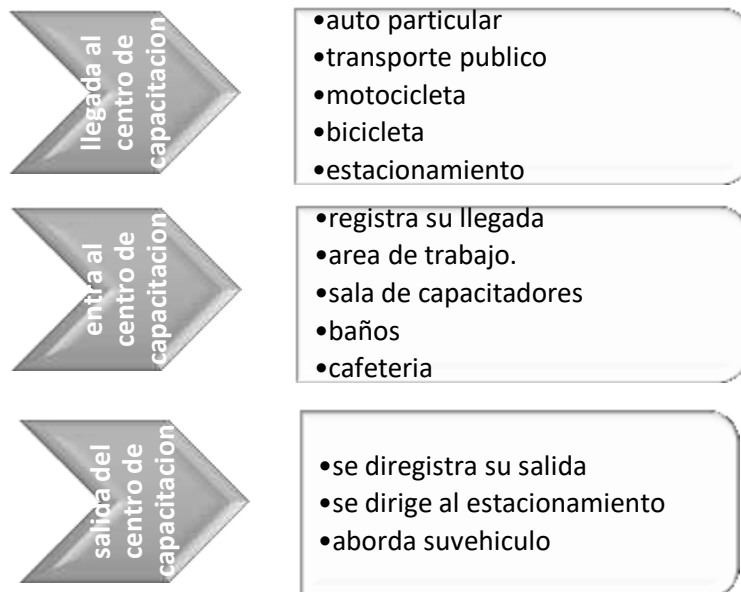 llegada al
centro de
capacitacion
•auto particular
•transporte publico
•motocicleta
•bicicleta
•estacionamiento
entra al
centro de
capacitacion
•registra su llegada
•area de trabajo.
•sala de capacitadores
•baños
•cafeteria
salida del
centro de
capacitacion
•se diregistra su salida
•se dirige al estacionamiento
•aborda suvehiculo